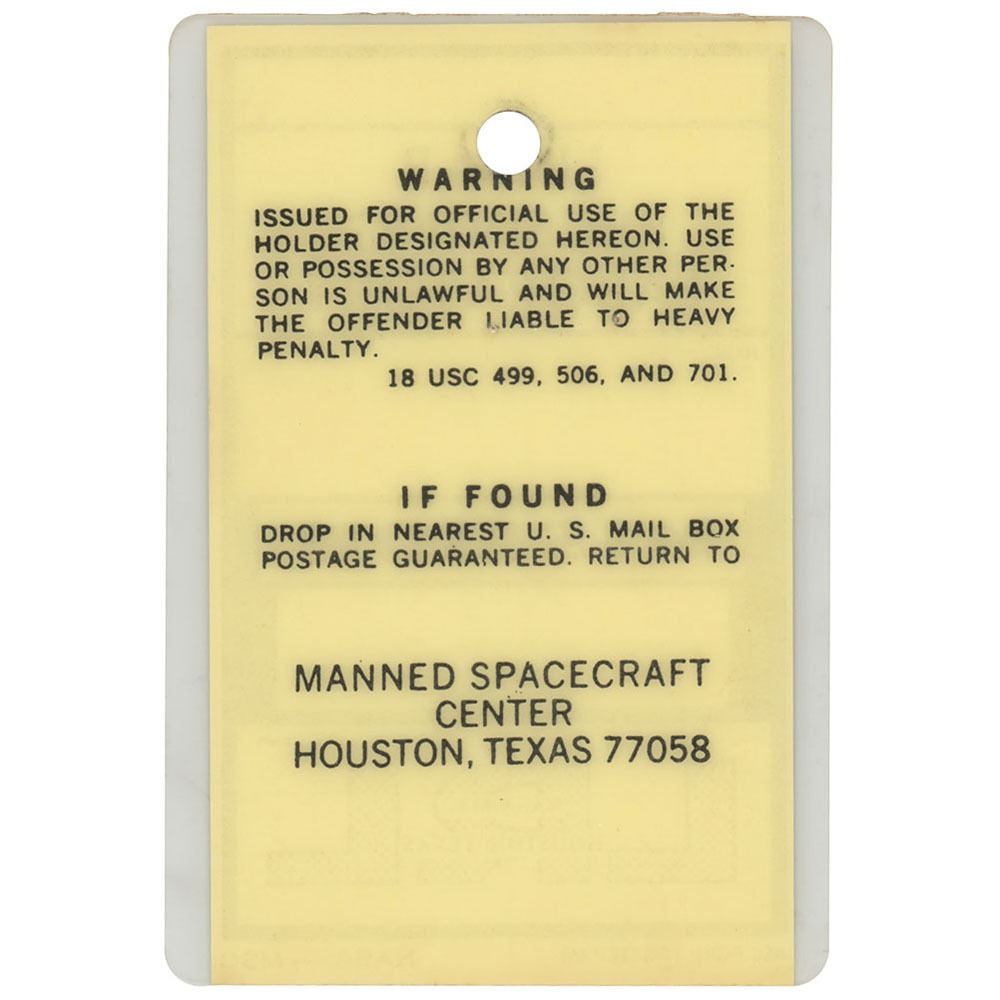 WARNING
ISSUED FOR OFFICIAL USE OF THE
HOLDER DESIGNATED HEREON. USE
OR POSSESSION BY ANY OTHER PER-
SON IS UNLAWFUL AND WILL MAKE
THE OFFENDER LIABLE TO HEAVY
PENALTY.
18 USC 499, 506, AND 701.
IF FOUND
DROP IN NEAREST U. S. MAIL BOX
POSTAGE GUARANTEED. RETURN TO
MANNED SPACECRAFT
CENTER
HOUSTON, TEXAS 77058